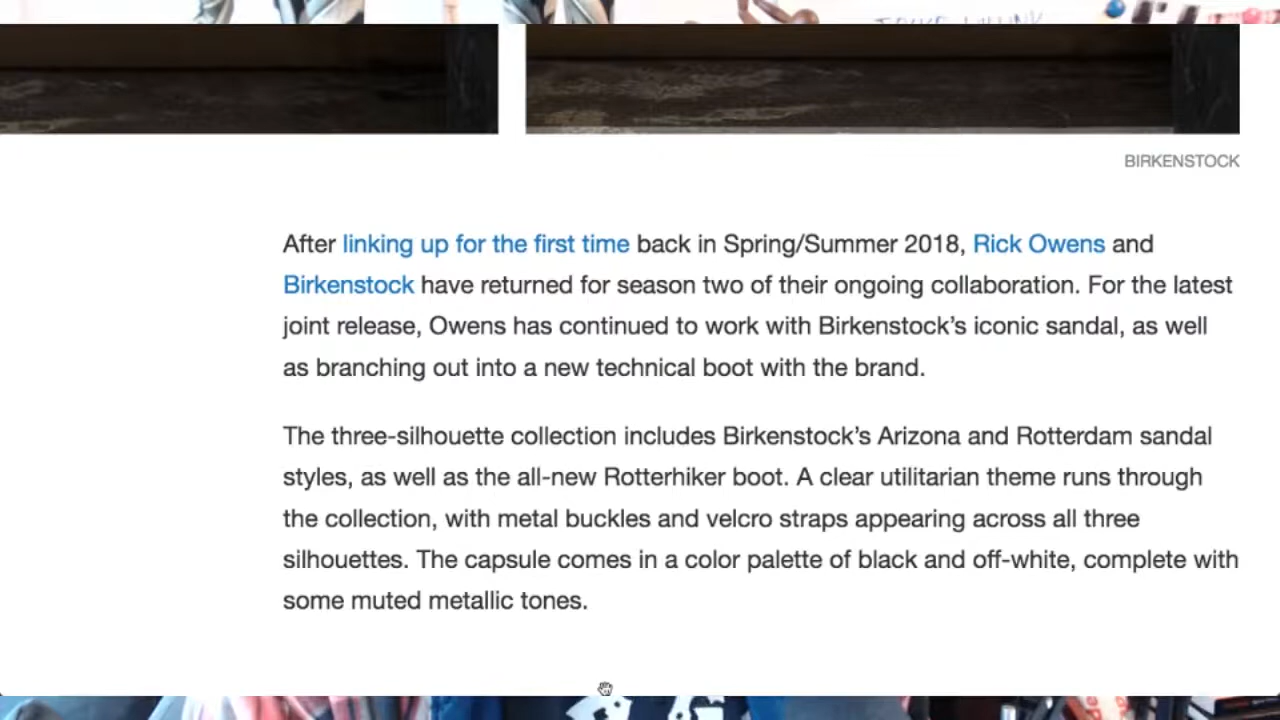 BIRKENSTOCK
After linking up for the first time back in Spring/Summer 2018, Rick Owens and
Birkenstock have returned for season two of their ongoing collaboration. For the latest
joint release, Owens has continued to work with Birkenstock’s iconic sandal, as well
as branching out into a new technical boot with the brand.
The three-silhouette collection includes Birkenstock’s Arizona and Rotterdam sandal
styles, as well as the all-new Rotterhiker boot. A clear utilitarian theme runs through
the collection, with metal buckles and velcro straps appearing across all three
silhouettes. The capsule comes in a color palette of black and off-white, complete with
some muted metallic tones.